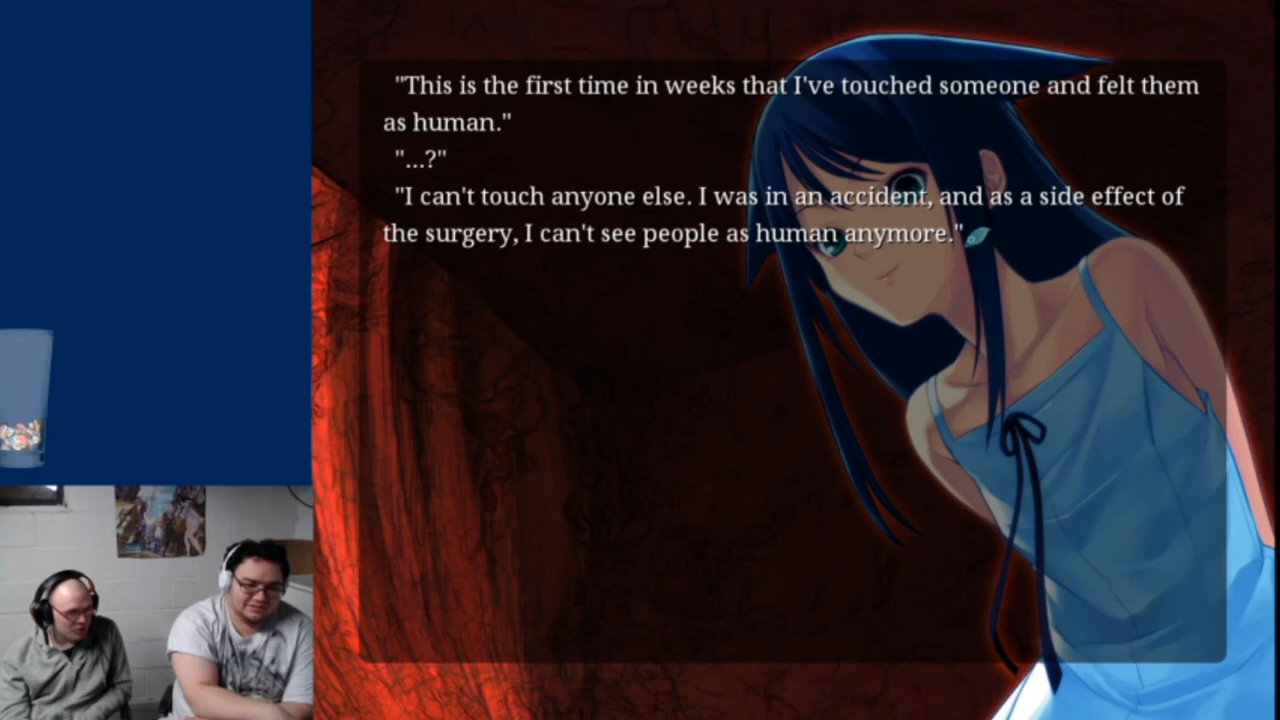 "This is the first time in weeks that I've touched someone and felt them
as human."
"...?"
"I can't touch anyone else. I was in an accident, and as a side effect of
the surgery, I can't see people as human anymore."